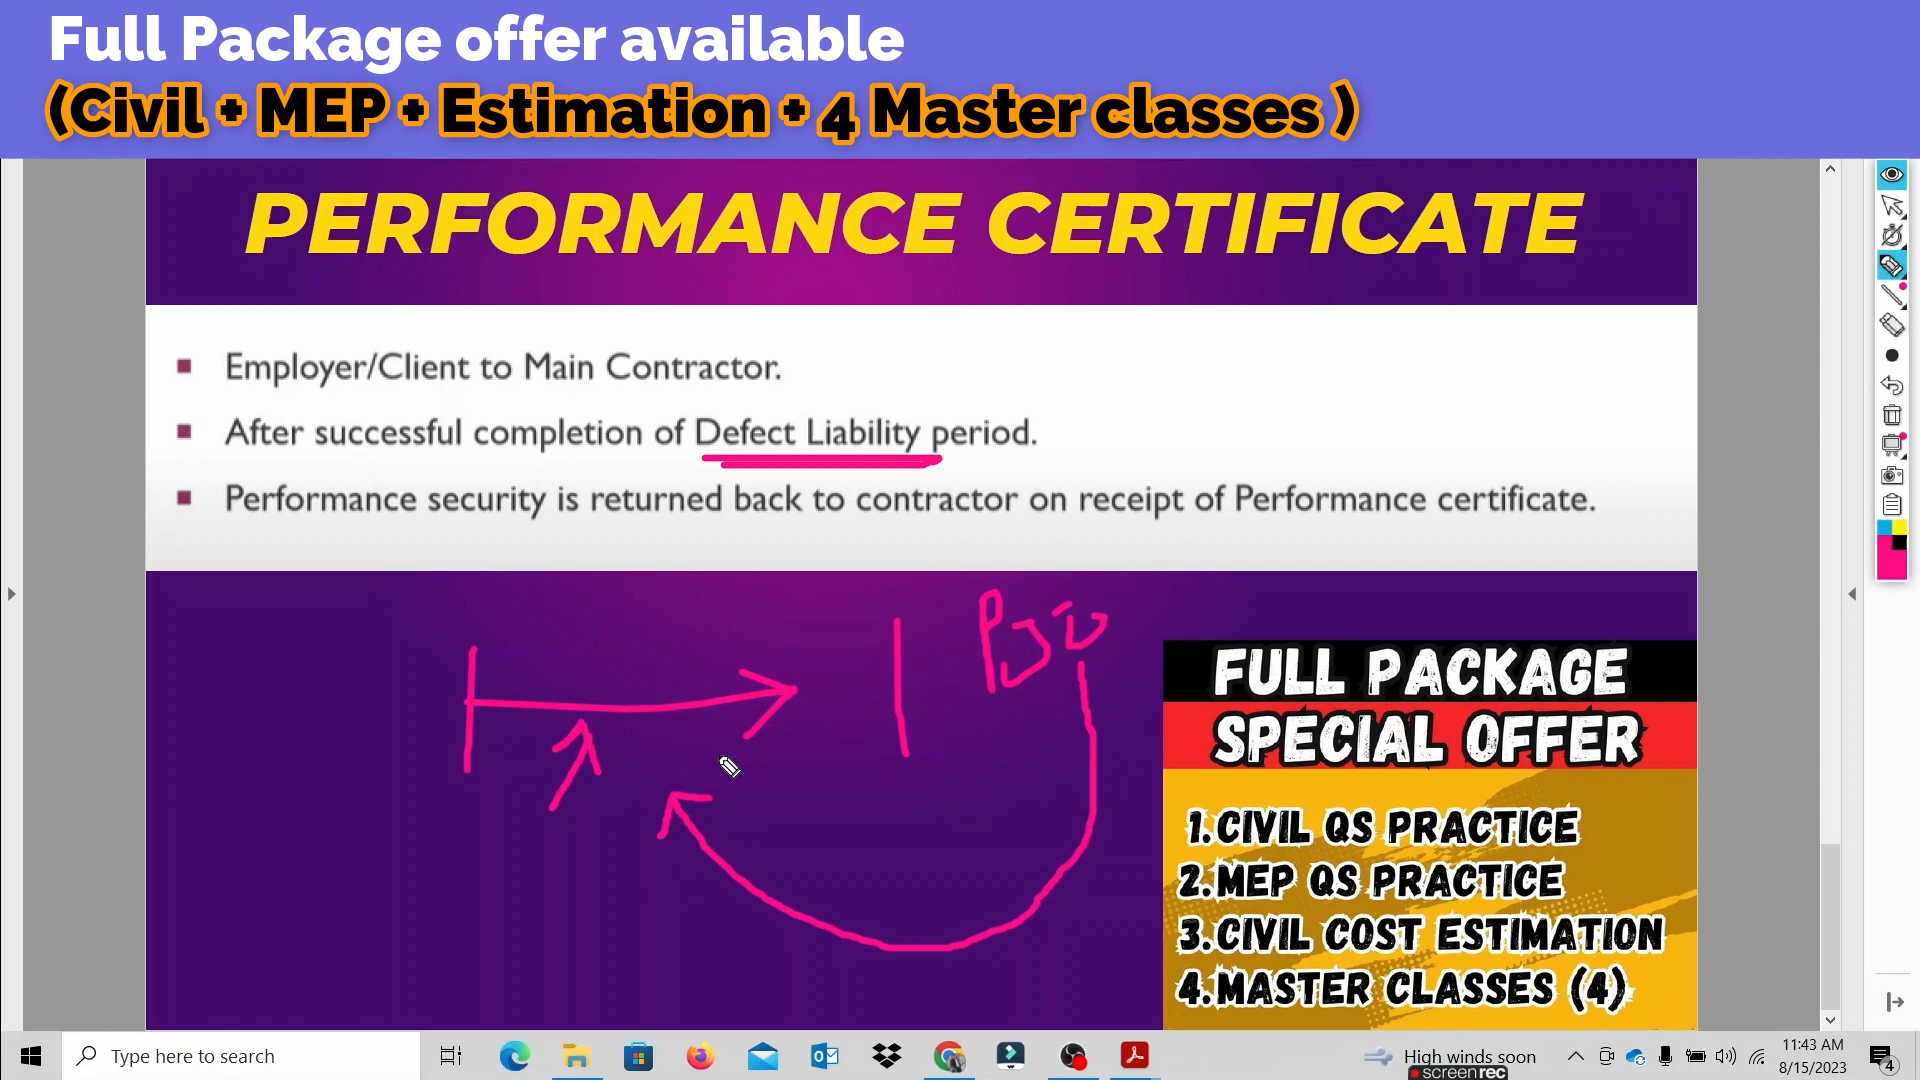 Full Package offer available
(Civil + MEP + Estimation + 4 Master classes )
PERFORMANCE CERTIFICATE
Employer/Client to Main Contractor.
After successful completion of Defect Liability period.
Performance security is returned back to contractor on receipt of Performance certificate.
FULL PACKAGE
SPECIAL OFFER
1.CIVIL QS PRACTICE
2.MEP QS PRACTICE
3.CIVIL COST ESTIMATION
4.MASTER CLASSES (4)
Type here to search
High winds soon
screenrec
11:43 AM
8/15/2023
4